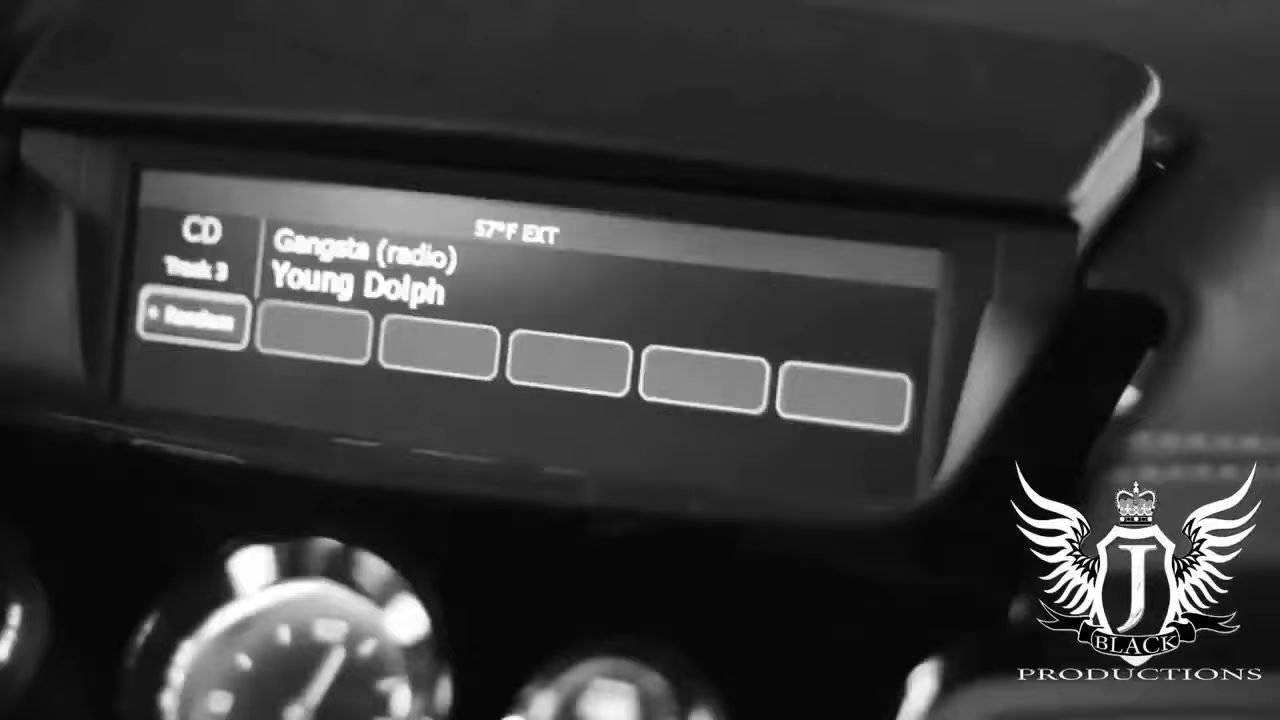 57°F EXT
CD
Gangsta (radio)
Track 3
Young Dolph
Random
J
BLACK
PRODUCTIONS